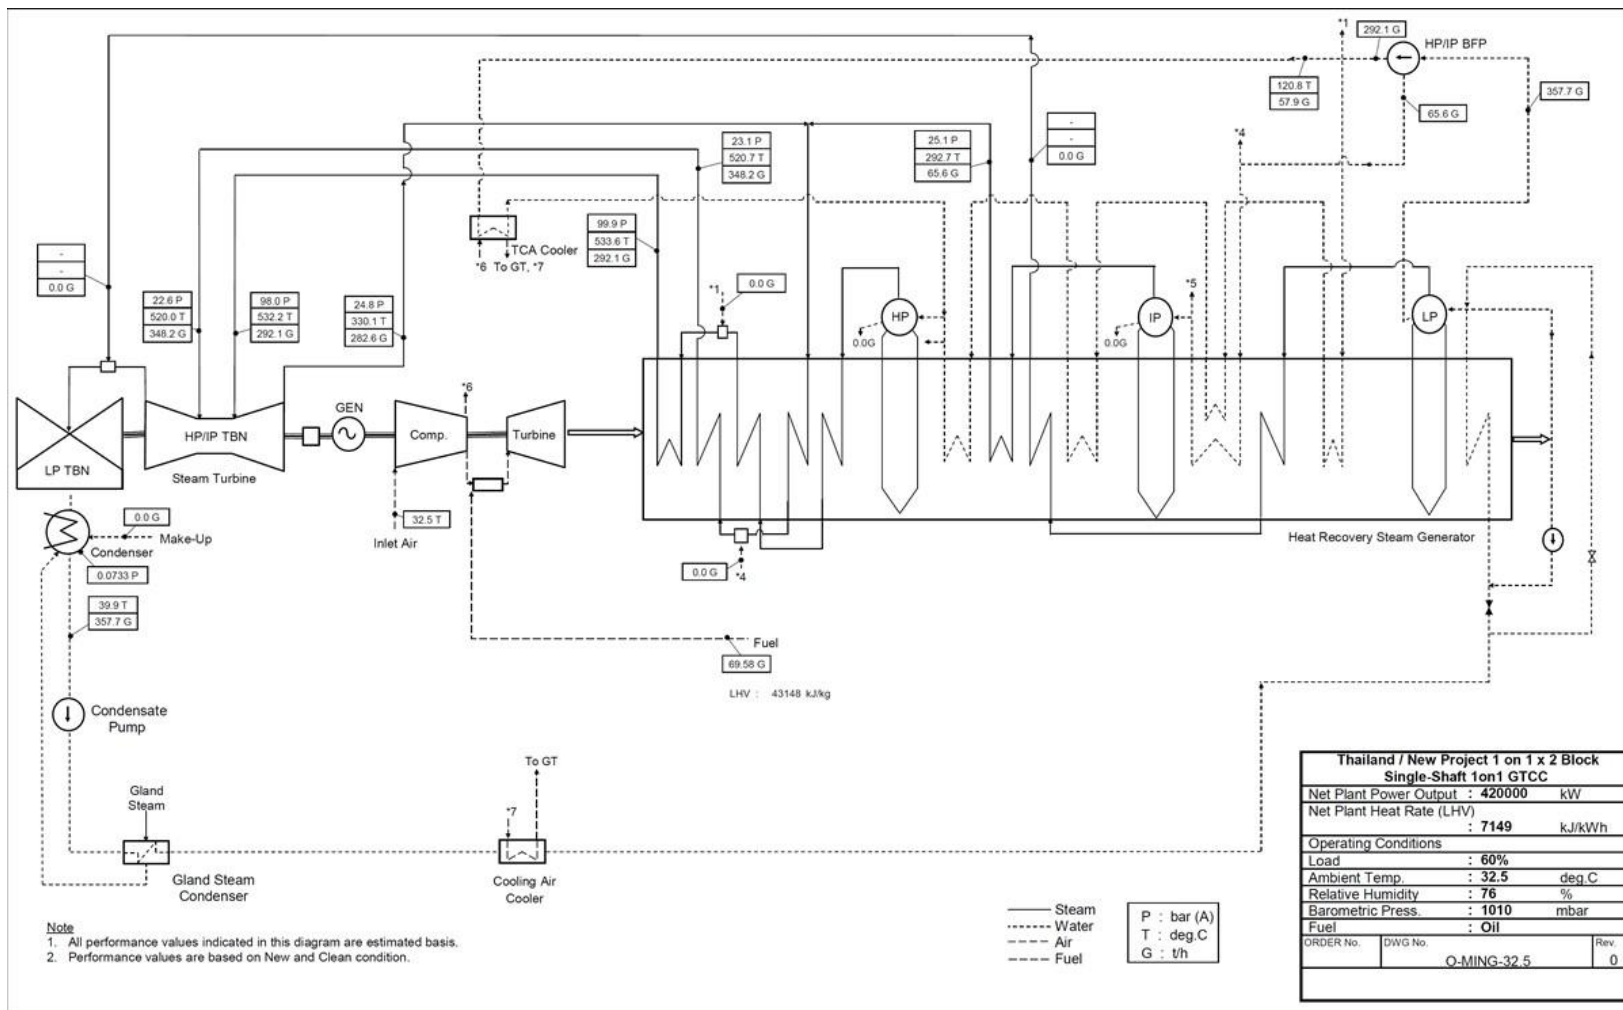 *1
292.1 G
HP/IP BFP
120.8 T
57.9 G
357.7 G
65.6 G
*4
-
-
0.0 G
23.1 P
520.7 T
348.2 G
25.1 P
292.7 T
65.6 G
99.9 P
533.6 T
292.1 G
TCA Cooler
*6 To GT, *7
-
-
0.0 G
22.6 P
520.0 T
348.2 G
98.0 P
532.2 T
292.1 G
24.8 P
330.1 T
282.6 G
*1
0.0 G
HP
0.0G
IP
0.0G
*5
LP
GEN
*6
HP/IP TBN
Comp.
Turbine
LP TBN
Steam Turbine
0.0 G
Make-Up
Condenser
0.0733 P
32.5 T
Inlet Air
Heat Recovery Steam Generator
0.0 G
*4
39.9 T
357.7 G
Fuel
69.58 G
LHV : 43148 kJ/kg
Condensate
Pump
To GT
Gland
Steam
*7
Gland Steam
Condenser
Cooling Air
Cooler
Thailand / New Project 1 on 1 x 2 Block
Single-Shaft 1on1 GTCC
Net Plant Power Output : 420000 kW
Net Plant Heat Rate (LHV)
: 7149 kJ/kWh
Operating Conditions
Load : 60%
Ambient Temp. : 32.5 deg.C
Relative Humidity : 76 %
Barometric Press. : 1010 mbar
Fuel : Oil
ORDER No. DWG No. Rev.
O-MING-32.5 0
Steam
Water
Air
Fuel
P : bar (A)
T : deg.C
G : t/h
Note
1. All performance values indicated in this diagram are estimated basis.
2. Performance values are based on New and Clean condition.